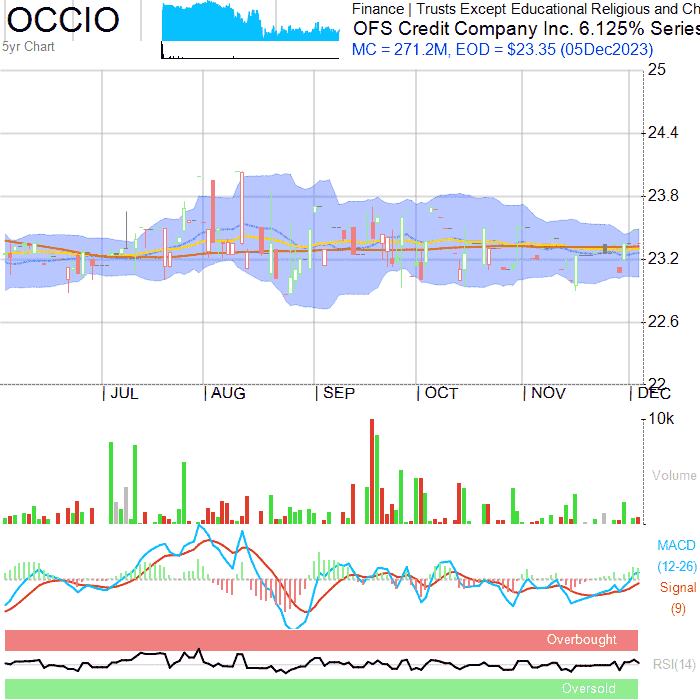 OCCIO
5yr Chart
Finance | Trusts Except Educational Religious and Ch
OFS Credit Company Inc. 6.125% Series
MC = 271.2M, EOD = $23.35 (05Dec2023)
25
24.4
23.8
23.2
22.6
22
| JUL | AUG | SEP | OCT | NOV | DEC
10k
Volume
MACD
(12-26)
Signal
(9)
Overbought
RSI(14)
Oversold